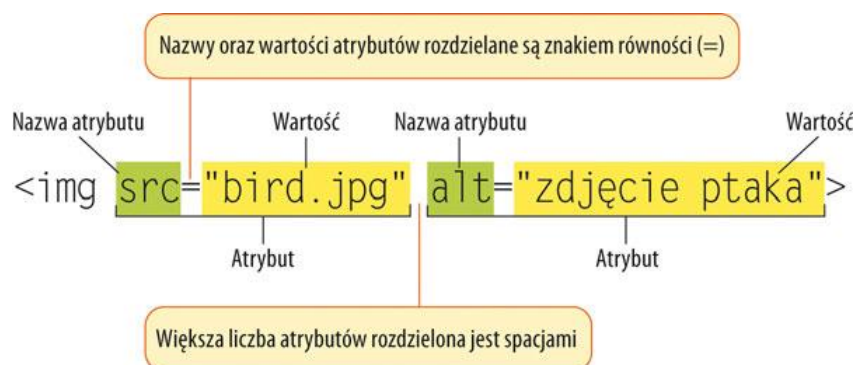 Nazwy oraz wartości atrybutów rozdzielane są znakiem równości (=)
Nazwa atrybutu Wartość Nazwa atrybutu Wartość
<img src="bird.jpg" alt="zdjęcie ptaka">
Atrybut Atrybut
Większa liczba atrybutów rozdzielona jest spacjami